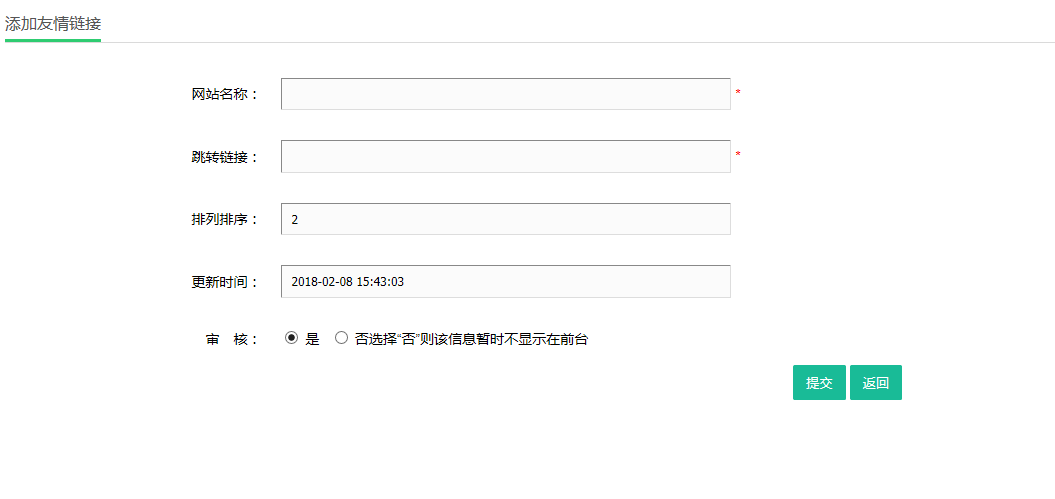 添加友情链接
网站名称： *
跳转链接： *
排列排序： 2
更新时间： 2018-02-08 15:43:03
审 核： 是 否选择“否”则该信息暂时不显示在前台
提交 返回